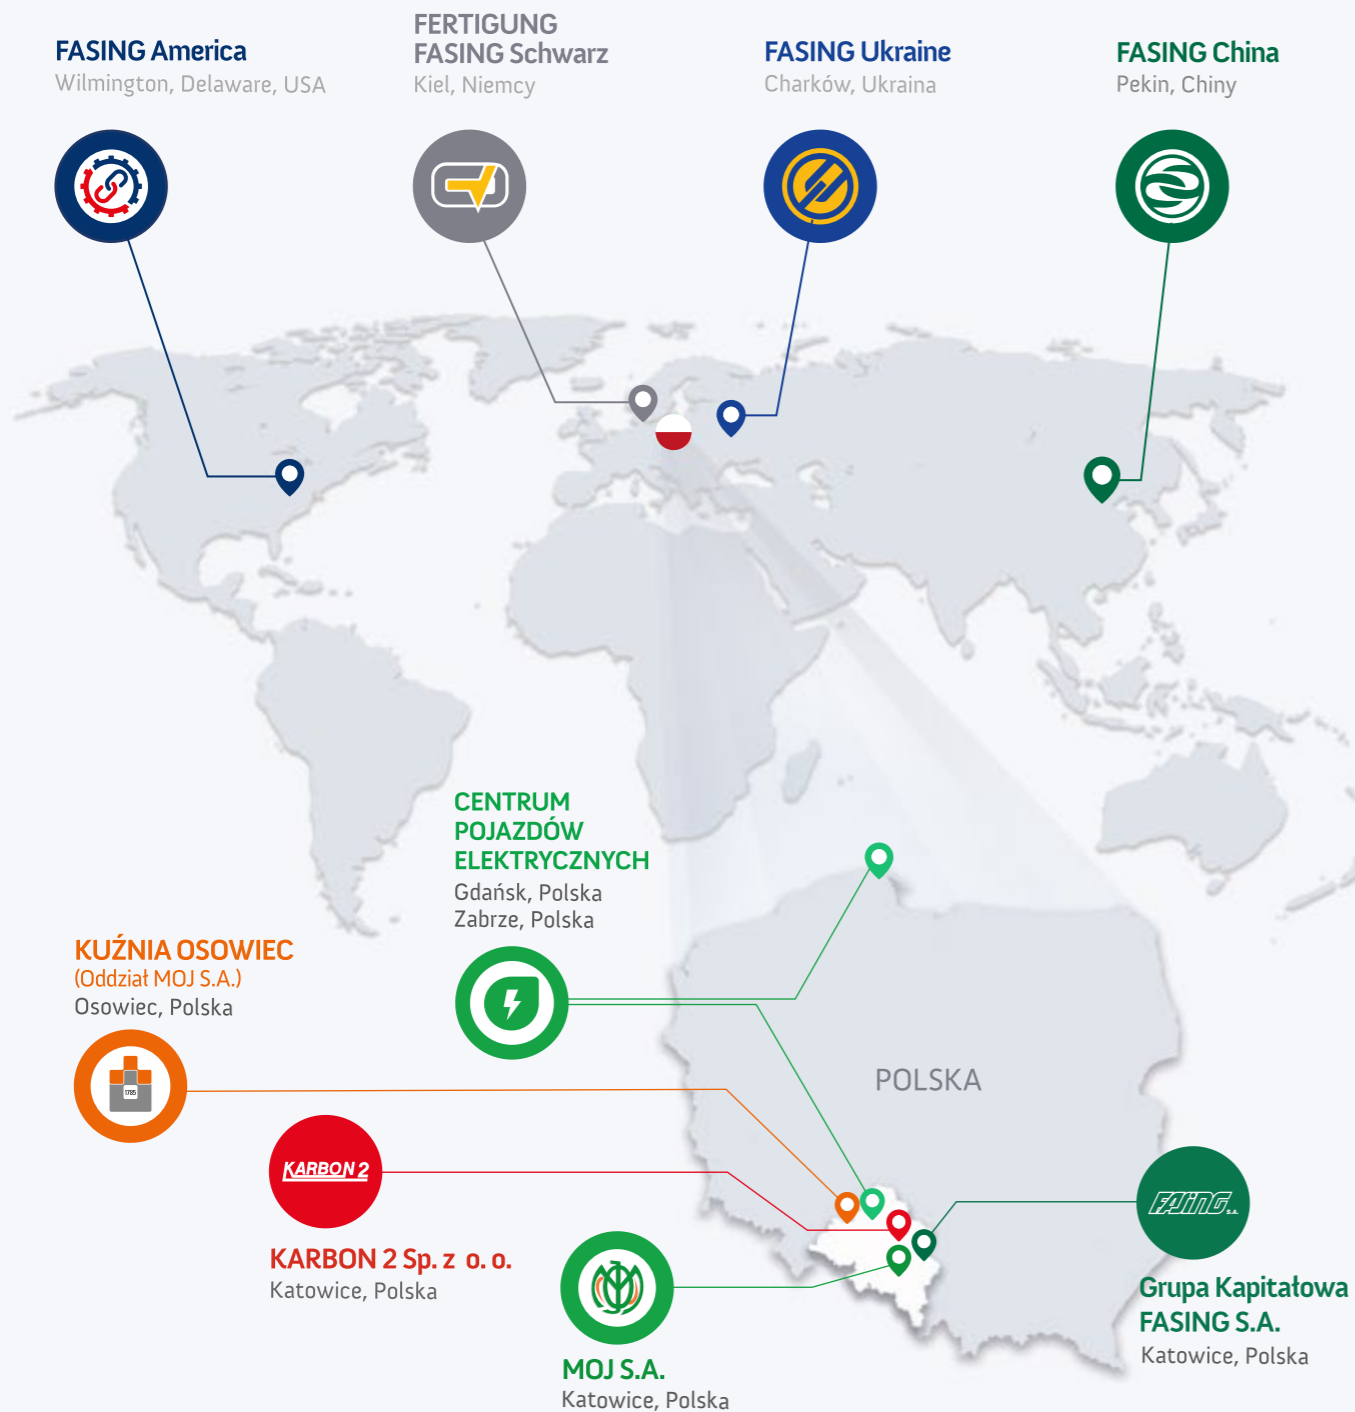 FASING America
Wilmington, Delaware, USA
FERTIGUNG
FASING Schwarz
Kiel, Niemcy
FASING Ukraine
Charków, Ukraina
FASING China
Pekin, Chiny
CENTRUM
POJAZDÓW
ELEKTRYCZNYCH
Gdańsk, Polska
Zabrze, Polska
KUŹNIA OSOWIEC
(Oddział MOJ S.A.)
Osowiec, Polska
1785
POLSKA
KARBON 2
KARBON 2 Sp. z o. o.
Katowice, Polska
MOJ S.A.
Katowice, Polska
FASING S.A.
Grupa Kapitałowa
FASING S.A.
Katowice, Polska